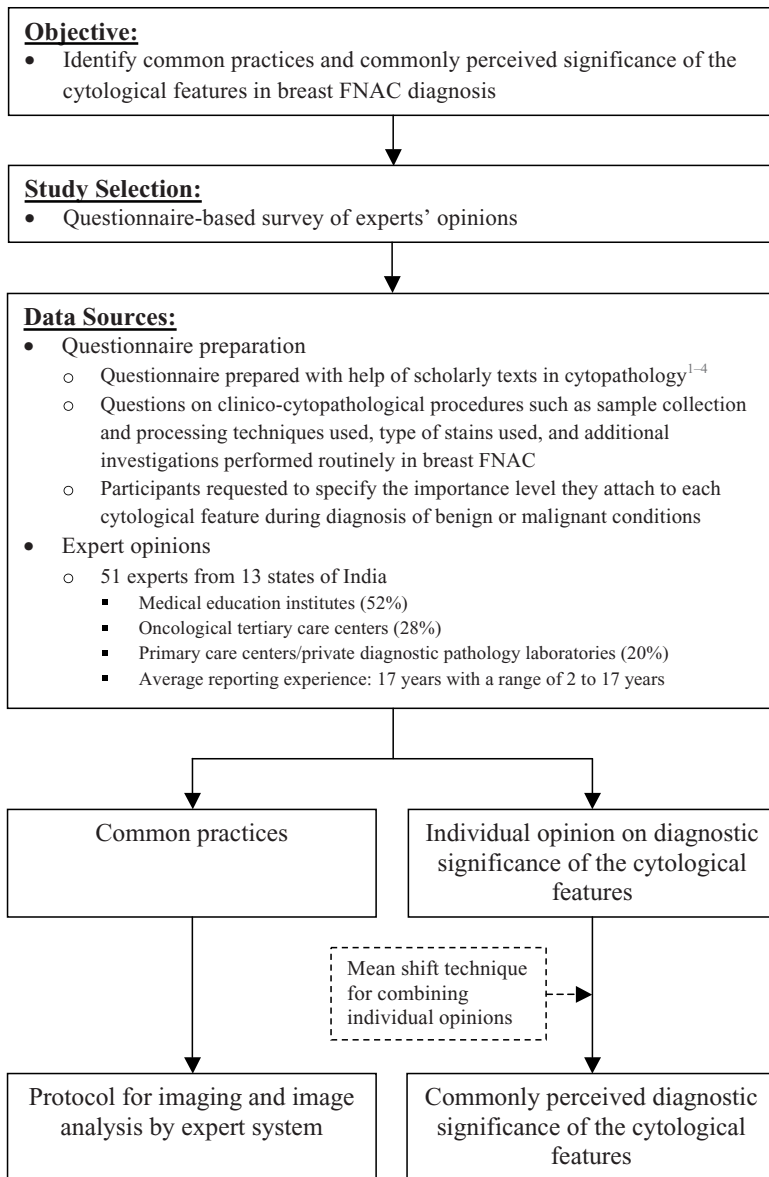 Objective:
• Identify common practices and commonly perceived significance of the
cytological features in breast FNAC diagnosis
Study Selection:
• Questionnaire-based survey of experts’ opinions
Data Sources:
• Questionnaire preparation
o Questionnaire prepared with help of scholarly texts in cytopathology1–4
o Questions on clinico-cytopathological procedures such as sample collection
and processing techniques used, type of stains used, and additional
investigations performed routinely in breast FNAC
o Participants requested to specify the importance level they attach to each
cytological feature during diagnosis of benign or malignant conditions
• Expert opinions
o 51 experts from 13 states of India
▪ Medical education institutes (52%)
▪ Oncological tertiary care centers (28%)
▪ Primary care centers/private diagnostic pathology laboratories (20%)
▪ Average reporting experience: 17 years with a range of 2 to 17 years
Common practices
Individual opinion on diagnostic
significance of the cytological
features
Mean shift technique
for combining
individual opinions
Protocol for imaging and image
analysis by expert system
Commonly perceived diagnostic
significance of the cytological
features